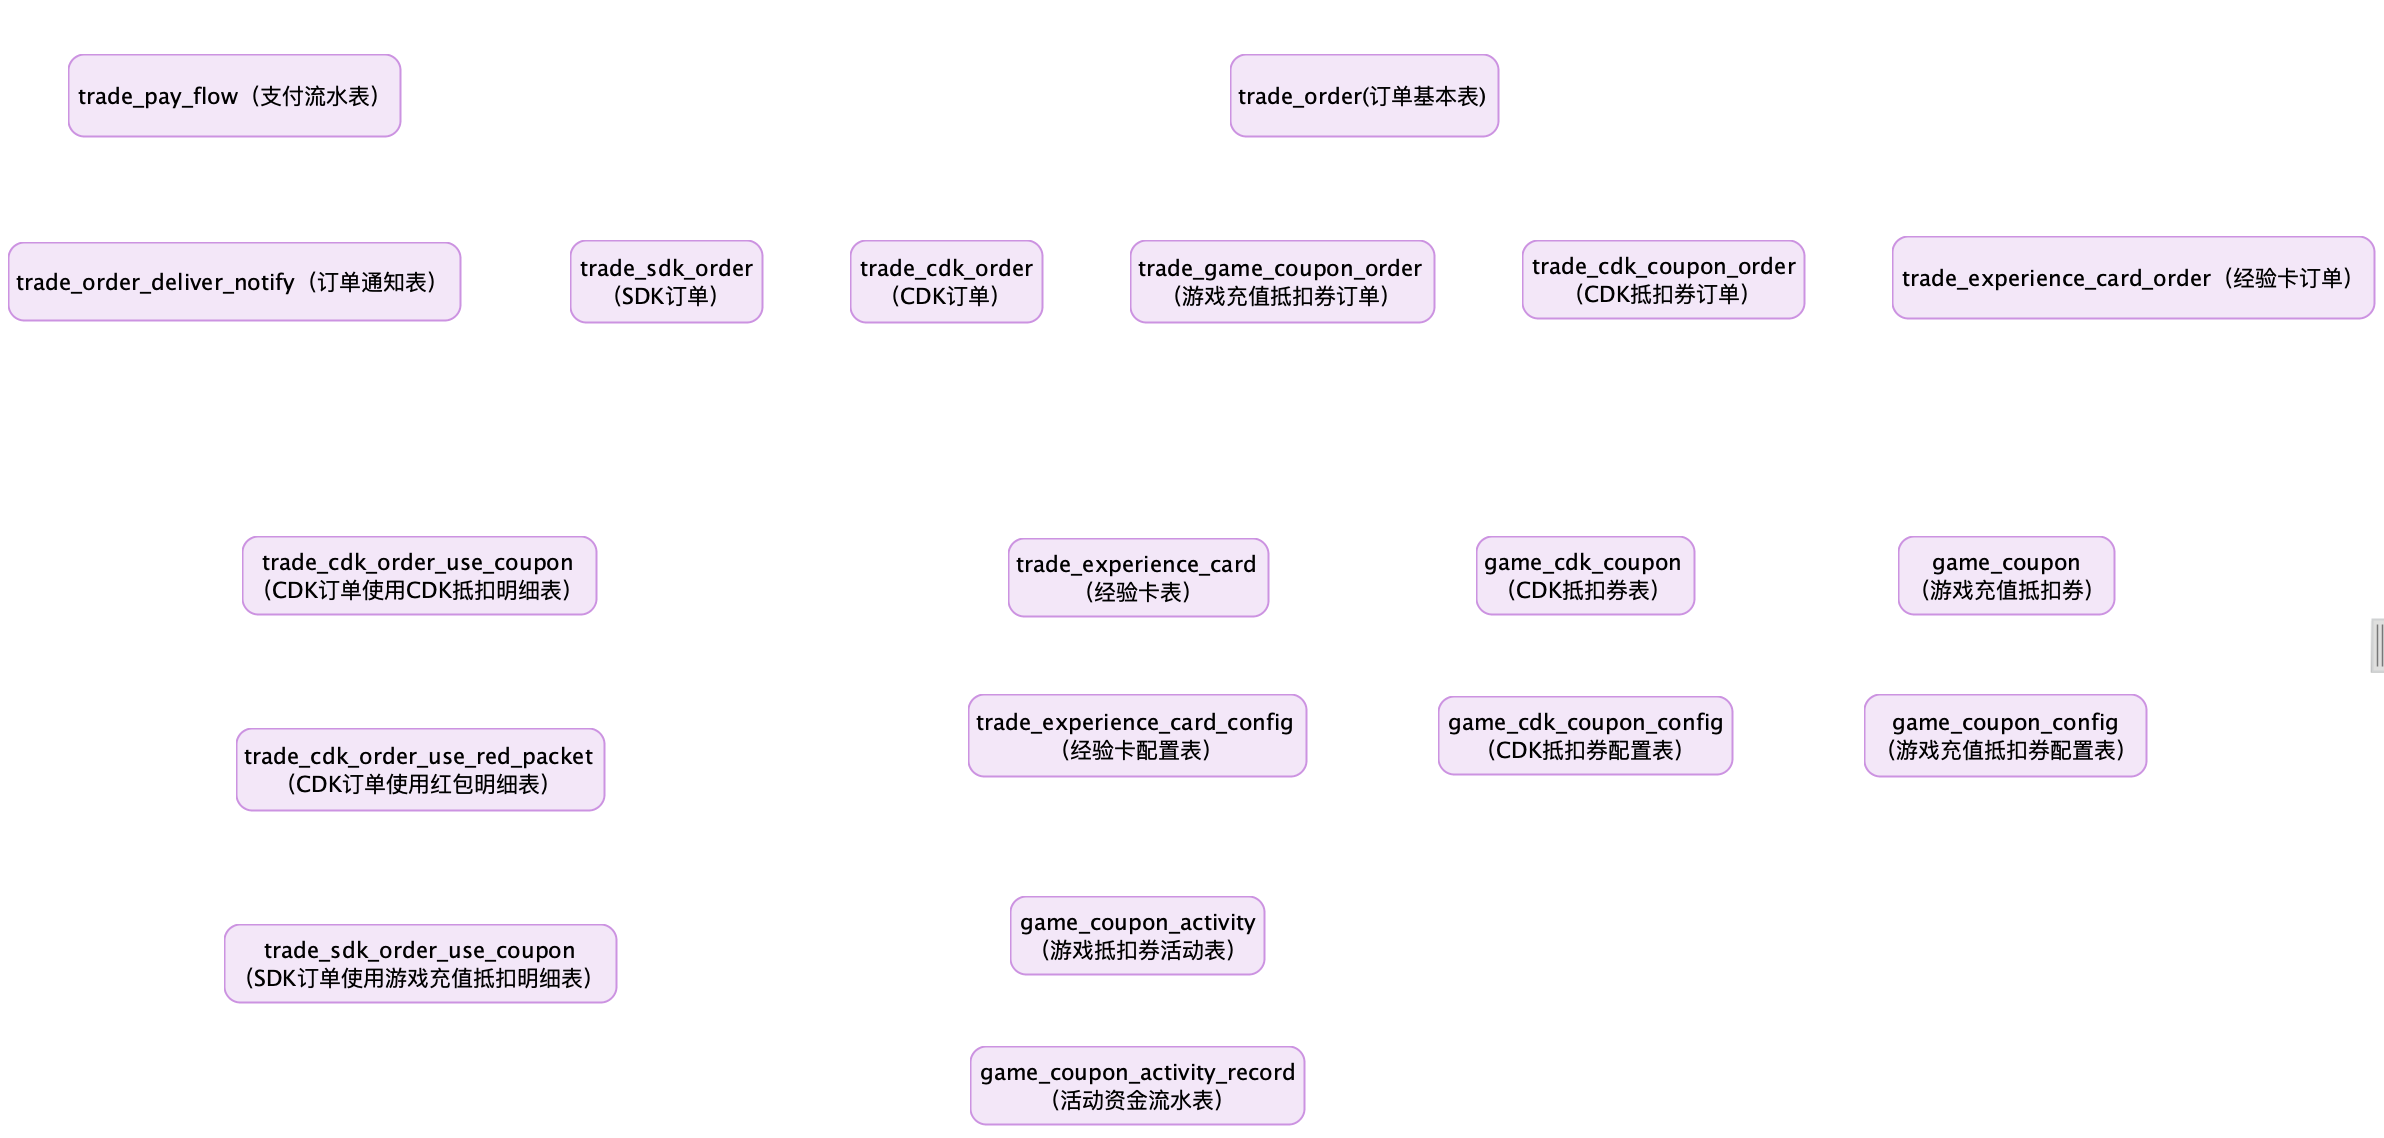 trade_pay_flow（支付流水表）
trade_order(订单基本表)
trade_order_deliver_notify（订单通知表）
trade_sdk_order
（SDK订单）
trade_cdk_order
（CDK订单）
trade_game_coupon_order
（游戏充值抵扣券订单）
trade_cdk_coupon_order
（CDK抵扣券订单）
trade_experience_card_order（经验卡订单）
trade_cdk_order_use_coupon
（CDK订单使用CDK抵扣明细表）
trade_experience_card
（经验卡表）
game_cdk_coupon
（CDK抵扣券表）
game_coupon
（游戏充值抵扣券）
trade_cdk_order_use_red_packet
（CDK订单使用红包明细表）
trade_experience_card_config
（经验卡配置表）
game_cdk_coupon_config
（CDK抵扣券配置表）
game_coupon_config
（游戏充值抵扣券配置表）
trade_sdk_order_use_coupon
（SDK订单使用游戏充值抵扣明细表）
game_coupon_activity
（游戏抵扣券活动表）
game_coupon_activity_record
（活动资金流水表）